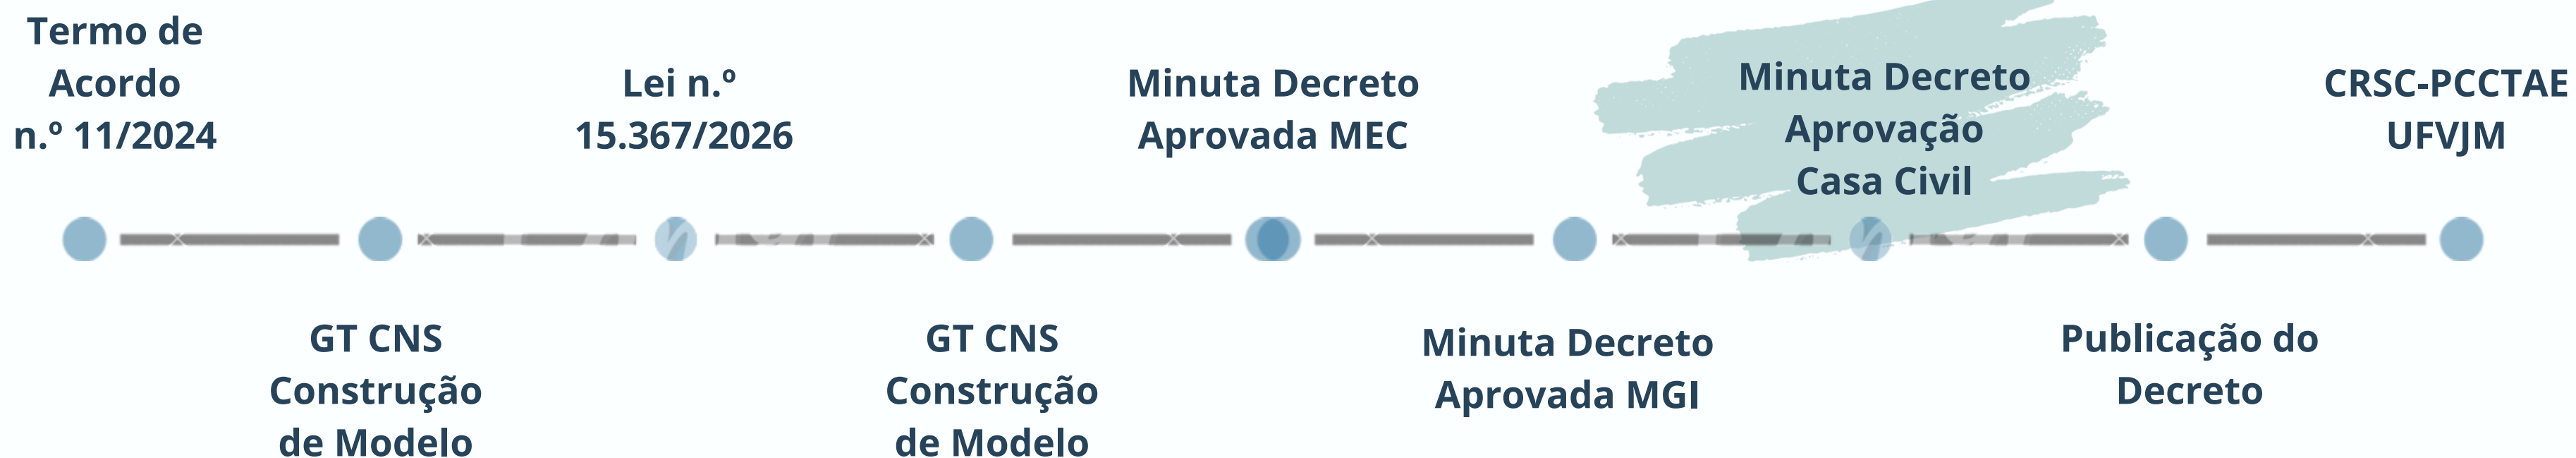 Termo de
Acordo
n.º 11/2024
GT CNS
Construção
de Modelo
Lei n.º
15.367/2026
GT CNS
Construção
de Modelo
Minuta Decreto
Aprovada MEC
Minuta Decreto
Aprovada MGI
Minuta Decreto
Aprovação
Casa Civil
Publicação do
Decreto
CRSC-PCCTAE
UFVJM